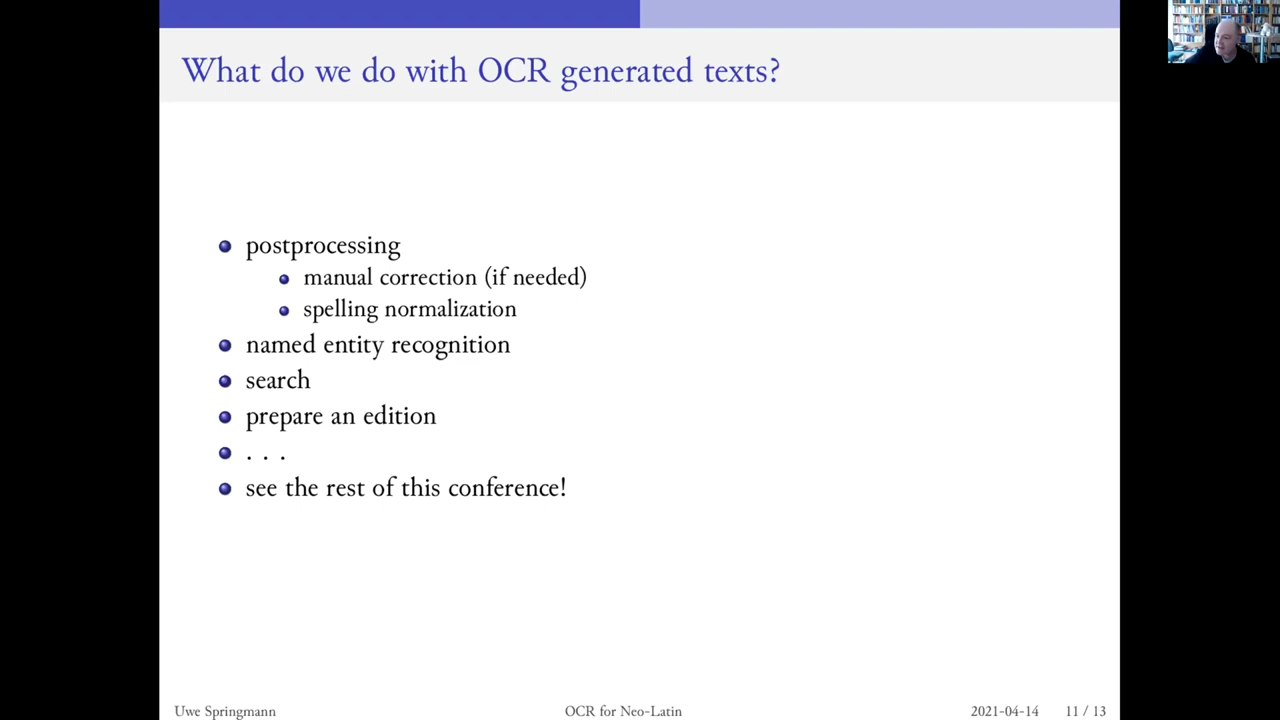 What do we do with OCR generated texts?
postprocessing
manual correction (if needed)
spelling normalization
named entity recognition
search
prepare an edition
. . .
see the rest of this conference!
Uwe Springmann OCR for Neo-Latin 2021-04-14 11 / 13